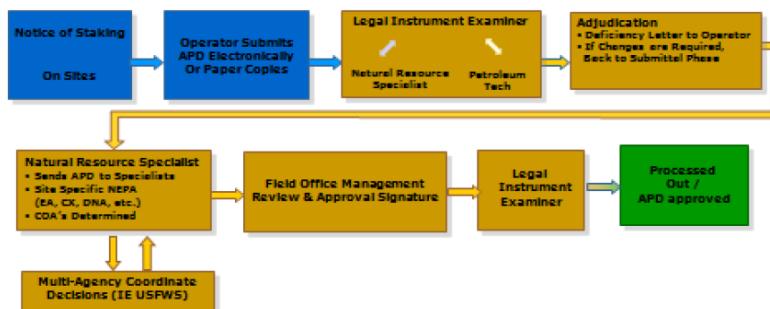 Notice of Staking
On Sites
Operator Submits
APD Electronically
Or Paper Copies
Legal Instrument Examiner
Natural Resource
Specialist
Petroleum
Tech
Adjudication
• Deficiency Letter to Operator
• If Changes are Required,
Back to Submittal Phase
Natural Resource Specialist
• Sends APD to Specialists
• Site Specific NEPA
(EA, CX, DNA, etc.)
• COA's Determined
Field Office Management
Review & Approval Signature
Legal
Instrument
Examiner
Processed
Out /
APD approved
Multi-Agency Coordinate
Decisions (IE USFWS)